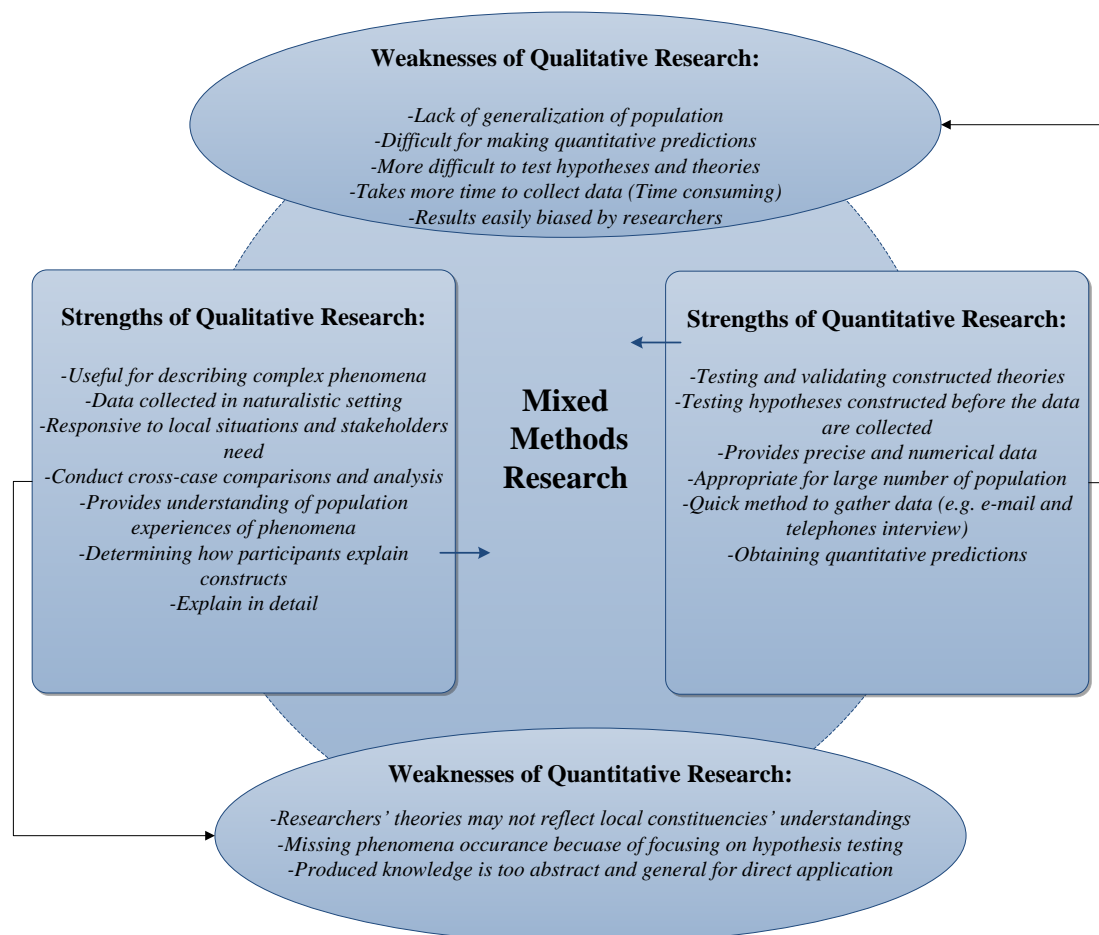 Weaknesses of Qualitative Research:
-Lack of generalization of population
-Difficult for making quantitative predictions
-More difficult to test hypotheses and theories
-Takes more time to collect data (Time consuming)
-Results easily biased by researchers
Strengths of Qualitative Research:
-Useful for describing complex phenomena
-Data collected in naturalistic setting
-Responsive to local situations and stakeholders
need
-Conduct cross-case comparisons and analysis
-Provides understanding of population
experiences of phenomena
-Determining how participants explain
constructs
-Explain in detail
Mixed
Methods
Research
Strengths of Quantitative Research:
-Testing and validating constructed theories
-Testing hypotheses constructed before the data
are collected
-Provides precise and numerical data
-Appropriate for large number of population
-Quick method to gather data (e.g. e-mail and
telephones interview)
-Obtaining quantitative predictions
Weaknesses of Quantitative Research:
-Researchers’ theories may not reflect local constituencies’ understandings
-Missing phenomena occurance becuase of focusing on hypothesis testing
-Produced knowledge is too abstract and general for direct application